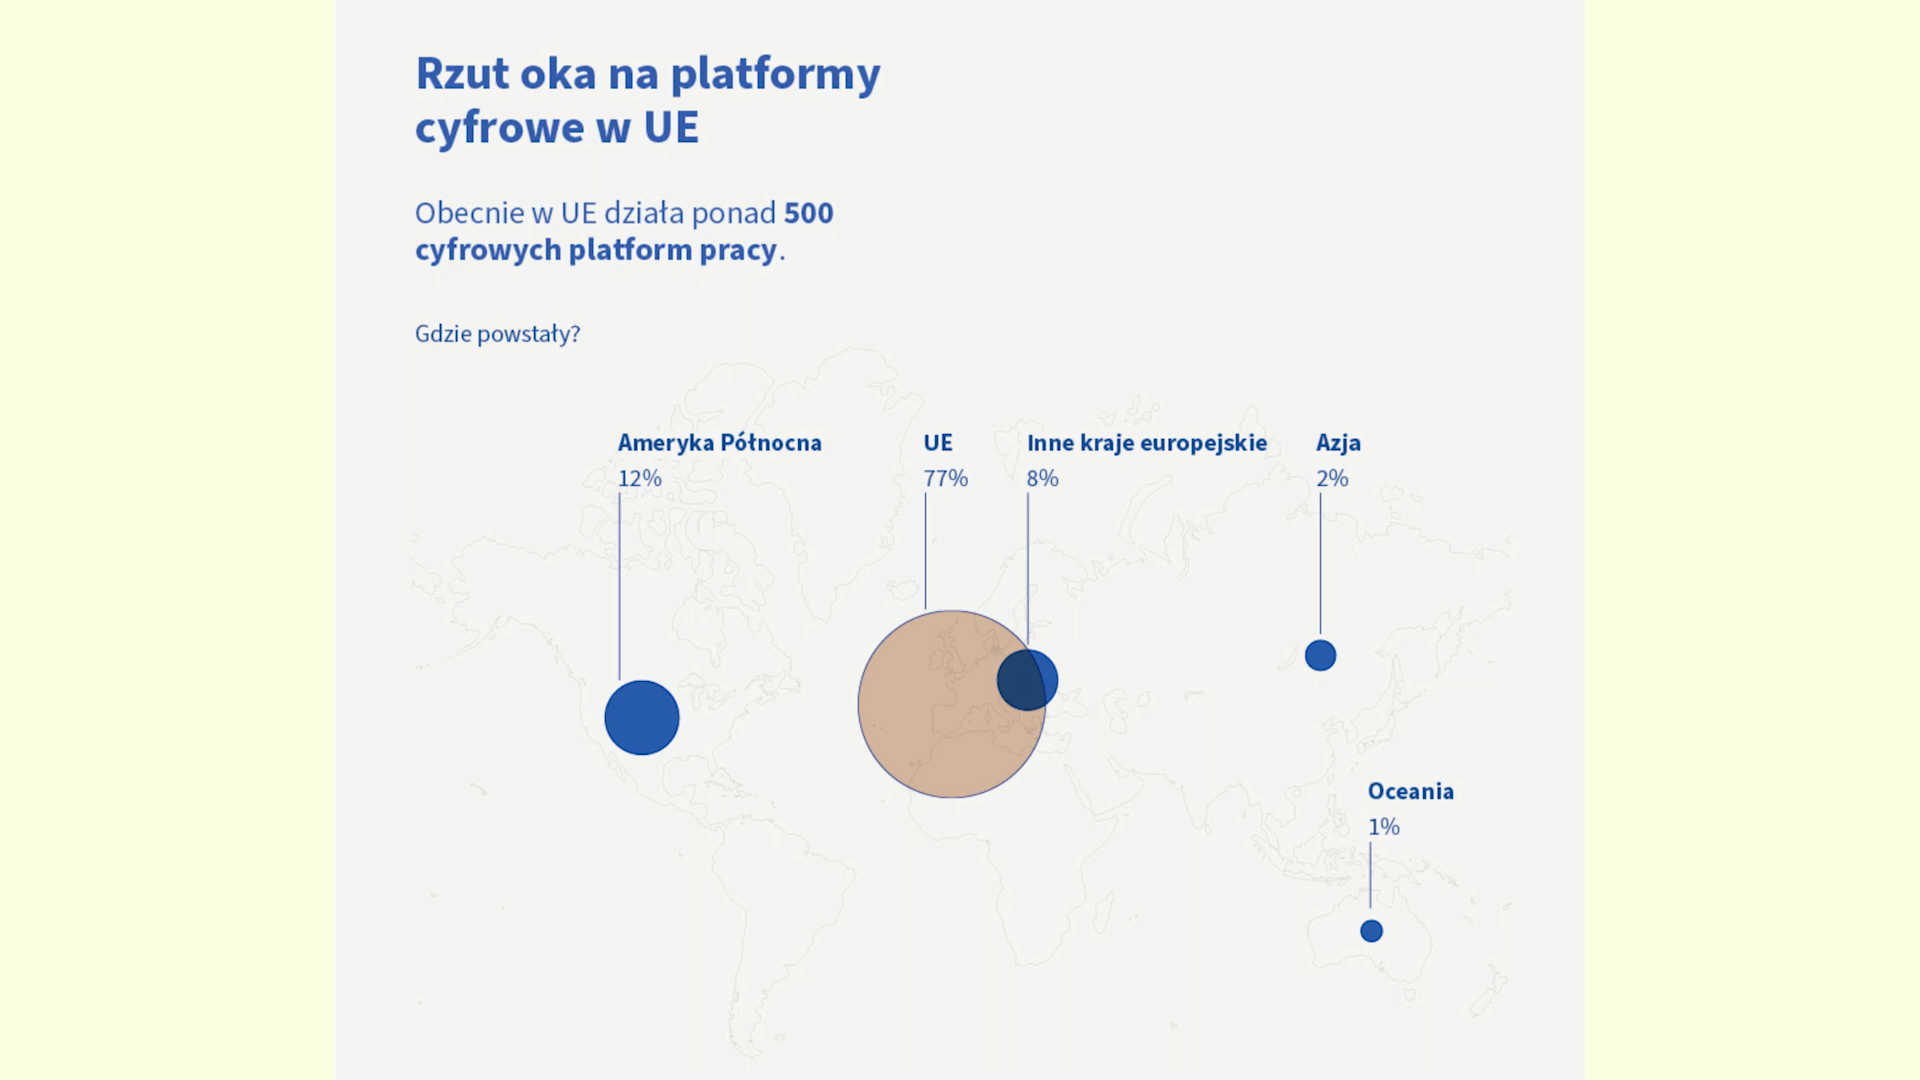 Rzut oka na platformy
cyfrowe w UE
Obecnie w UE działa ponad 500
cyfrowych platform pracy.
Gdzie powstały?
Ameryka Północna
12%
UE
77%
Inne kraje europejskie
8%
Azja
2%
Oceania
1%